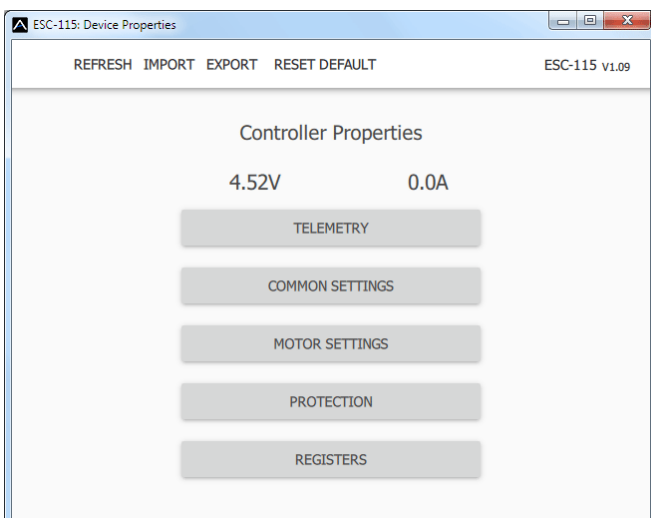 ESC-115: Device Properties
REFRESH IMPORT EXPORT RESET DEFAULT ESC-115 V1.09
Controller Properties
4.52V 0.0A
TELEMETRY
COMMON SETTINGS
MOTOR SETTINGS
PROTECTION
REGISTERS